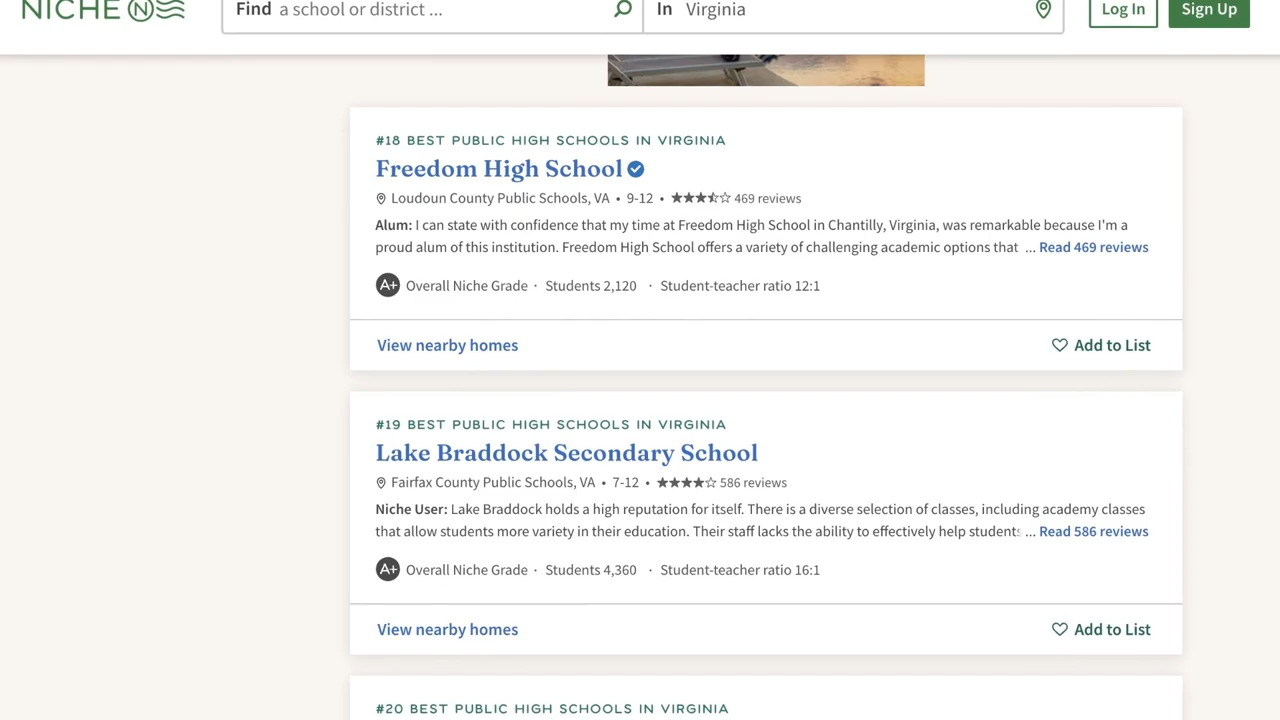 NICHE N
Find a school or district ...
In Virginia
Log In
Sign Up
#18 BEST PUBLIC HIGH SCHOOLS IN VIRGINIA
Freedom High School
Loudoun County Public Schools, VA • 9-12 • 469 reviews
Alum: I can state with confidence that my time at Freedom High School in Chantilly, Virginia, was remarkable because I'm a
proud alum of this institution. Freedom High School offers a variety of challenging academic options that ... Read 469 reviews
A+ Overall Niche Grade · Students 2,120 · Student-teacher ratio 12:1
View nearby homes
Add to List
#19 BEST PUBLIC HIGH SCHOOLS IN VIRGINIA
Lake Braddock Secondary School
Fairfax County Public Schools, VA • 7-12 • 586 reviews
Niche User: Lake Braddock holds a high reputation for itself. There is a diverse selection of classes, including academy classes
that allow students more variety in their education. Their staff lacks the ability to effectively help students ... Read 586 reviews
A+ Overall Niche Grade · Students 4,360 · Student-teacher ratio 16:1
View nearby homes
Add to List
#20 BEST PUBLIC HIGH SCHOOLS IN VIRGINIA